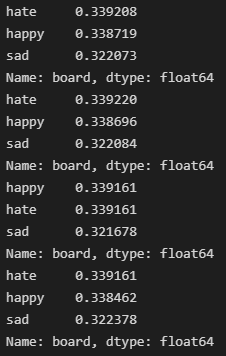 hate     0.339208
happy    0.338719
sad      0.322073
Name: board, dtype: float64
hate     0.339220
happy    0.338696
sad      0.322084
Name: board, dtype: float64
happy    0.339161
hate     0.339161
sad      0.321678
Name: board, dtype: float64
hate     0.339161
happy    0.338462
sad      0.322378
Name: board, dtype: float64